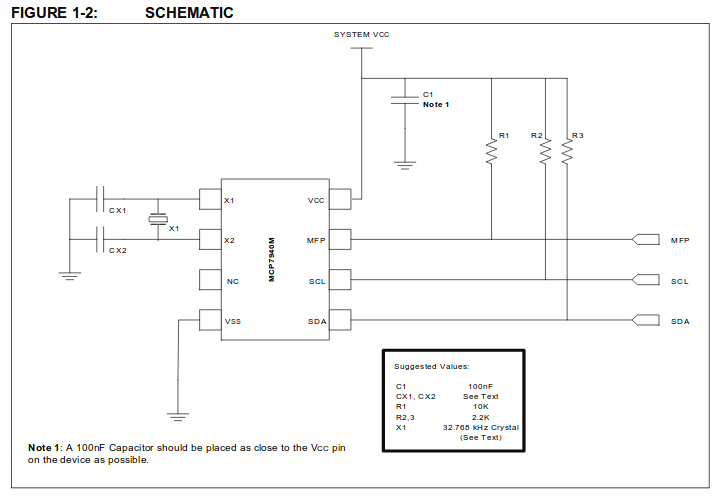 FIGURE 1-2: SCHEMATIC
SYSTEM VCC
C1
Note 1
R1 R2 R3
CX1
X1
CX2
X1 VCC
X2 MFP MFP
MCP7940M
NC SCL SCL
VSS SDA SDA
Suggested Values:
C1 100nF
CX1, CX2 See Text
R1 10K
R2,3 2.2K
X1 32.768 kHz Crystal
(See Text)
Note 1: A 100nF Capacitor should be placed as close to the Vcc pin
on the device as possible.